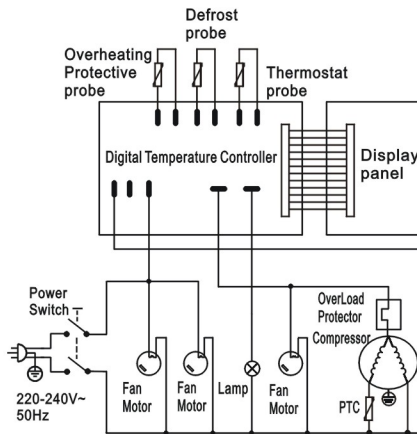 Defrost
probe
Overheating
Protective
probe
Thermostat
probe
Digital Temperature Controller
Display
panel
Power
Switch
OverLoad
Protector
Compressor
Fan
Motor
Fan
Motor
Lamp
Fan
Motor
PTC
220-240V~
50Hz